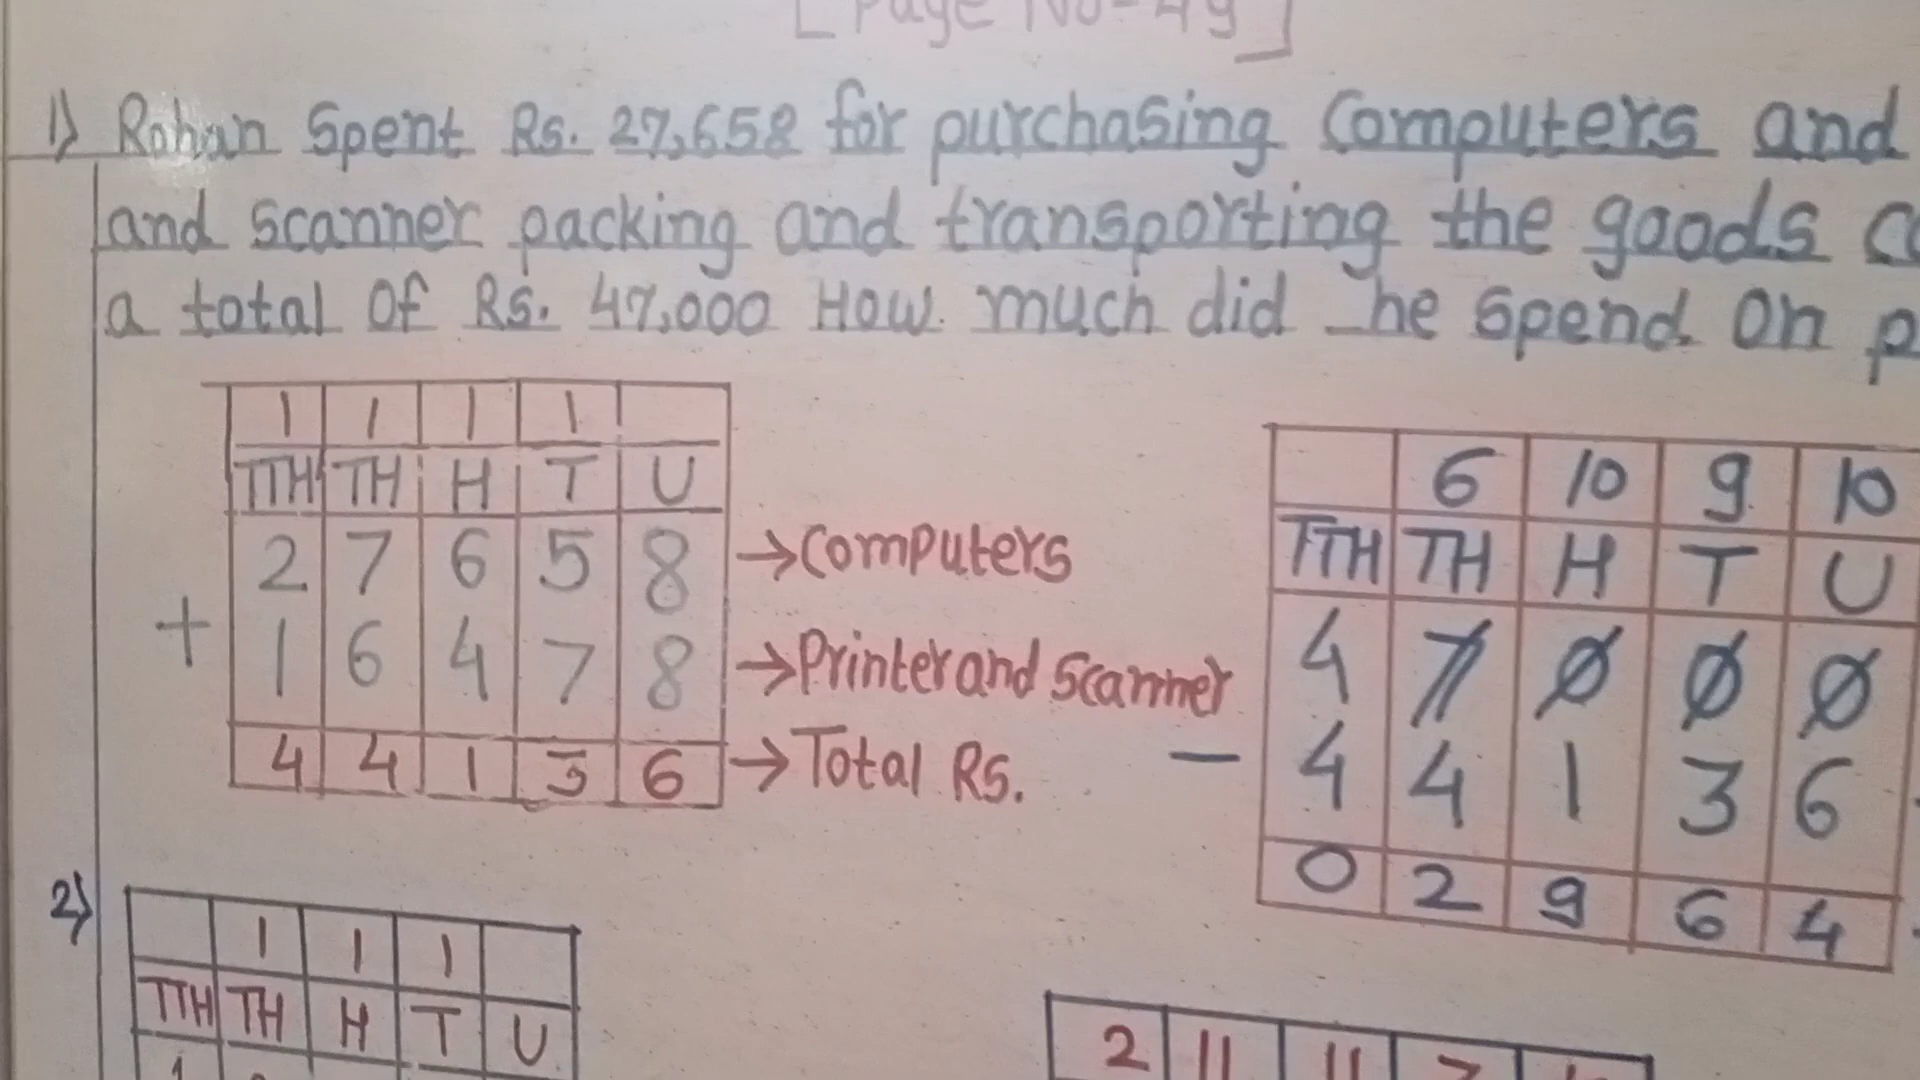 [Page No-49]
1) Rohan Spent Rs. 27,658 for purchasing Computers and
and scanner packing and transporting the goods
a total of Rs. 47,000 How much did he spend on
1 1 1 1
TTH TH H T U
2 7 6 5 8 →Computers
+ 1 6 4 7 8 →Printer and Scanner
4 4 1 3 6 →Total Rs.
6 10 9 10
TTH TH H T U
4 7 0 0 0
- 4 4 1 3 6
0 2 9 6 4
2)
1 1 1
TTH TH H T U
2 11 11